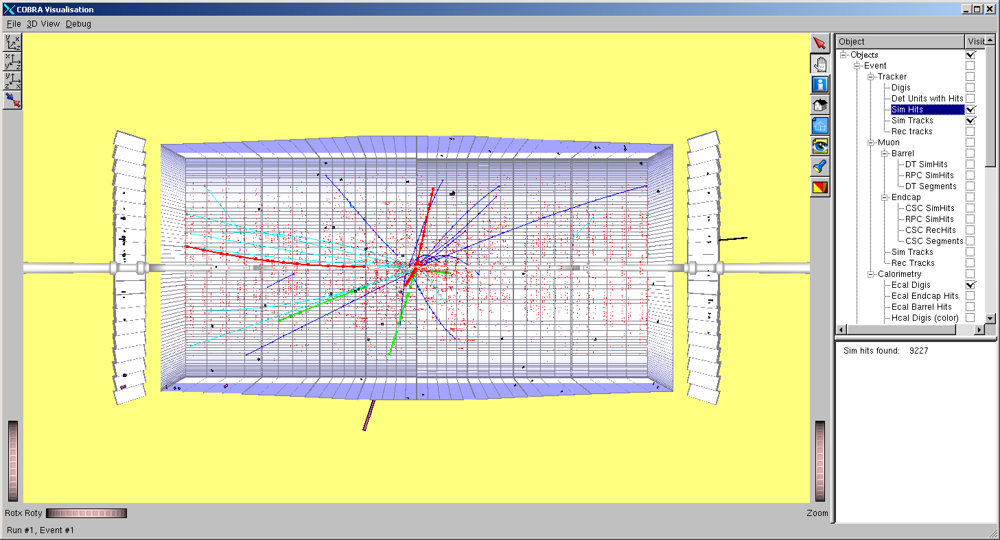 COBRA Visualisation
File 3D View Debug
Object Visib
Objects
Event
Tracker
Digis
Det Units with Hits
Sim Hits
Sim Tracks
Rec tracks
Muon
Barrel
DT SimHits
RPC SimHits
DT Segments
Endcap
CSC SimHits
RPC SimHits
CSC RecHits
CSC Segments
Sim Tracks
Rec Tracks
Calorimetry
Ecal Digis
Ecal Endcap Hits
Ecal Barrel Hits
Hcal Digis (color)
Sim hits found: 9227
Rotx Roty
Zoom
Run #1, Event #1